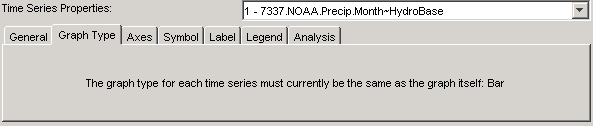 Time Series Properties: 1 - 7337.NOAA.Precip.Month~HydroBase
General Graph Type Axes Symbol Label Legend Analysis
The graph type for each time series must currently be the same as the graph itself: Bar